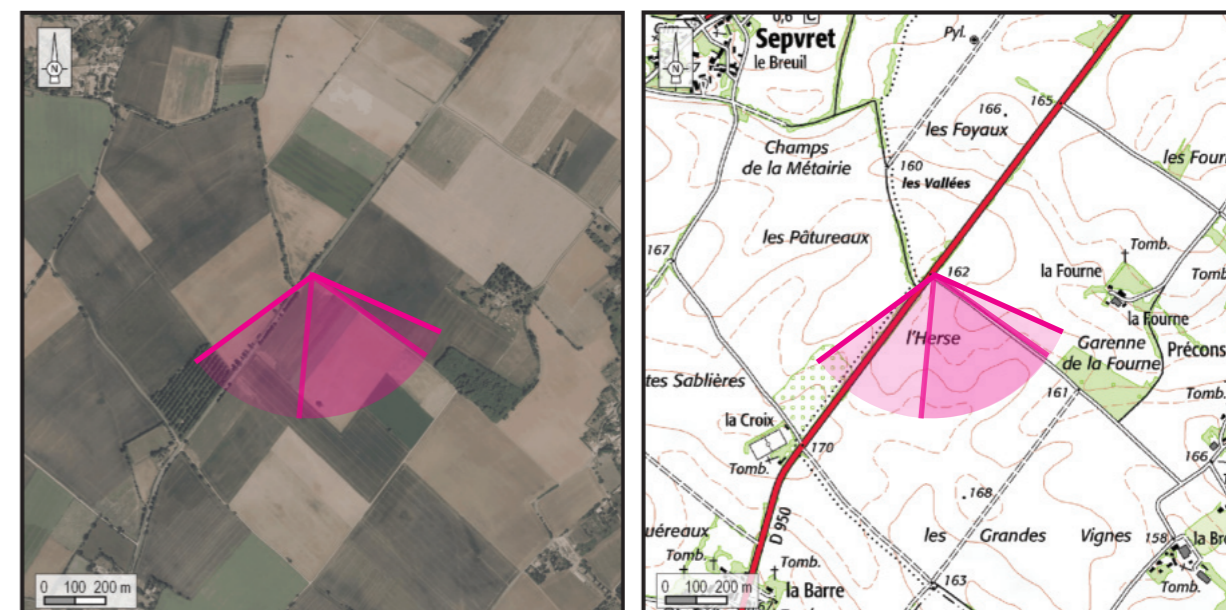 N
0 100 200 m
0,6 C
N
Sepvret
le Breuil
Pyl.
165
166
les Foyaux
Champs
de la Métairie
160
les Vallées
les Four
les Pâtureaux
167
162
Tomb.
la Fourne
Tomb.
la Fourne
l'Herse
Garenne
de la Fourne
Précons
tes Sablières
161
Tomb.
la Croix
170
Tomb.
166
168
D 950
uéreaux
les Grandes Vignes
158
la Bre
Tomb.
Tomb.
la Barre
163
Tomb.
0 100 200 m